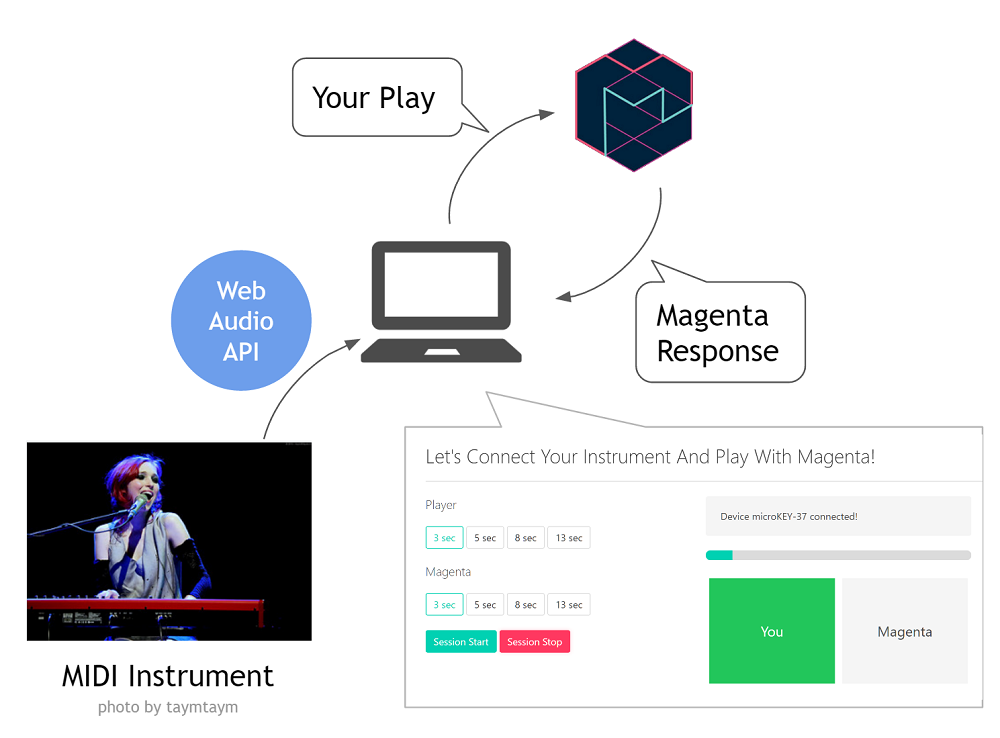 Your Play
Web
Audio
API
Magenta
Response
Let's Connect Your Instrument And Play With Magenta!
Player
3 sec 5 sec 8 sec 13 sec
Magenta
3 sec 5 sec 8 sec 13 sec
Session Start Session Stop
Device microKEY-37 connected!
You Magenta
MIDI Instrument
photo by taymtaym